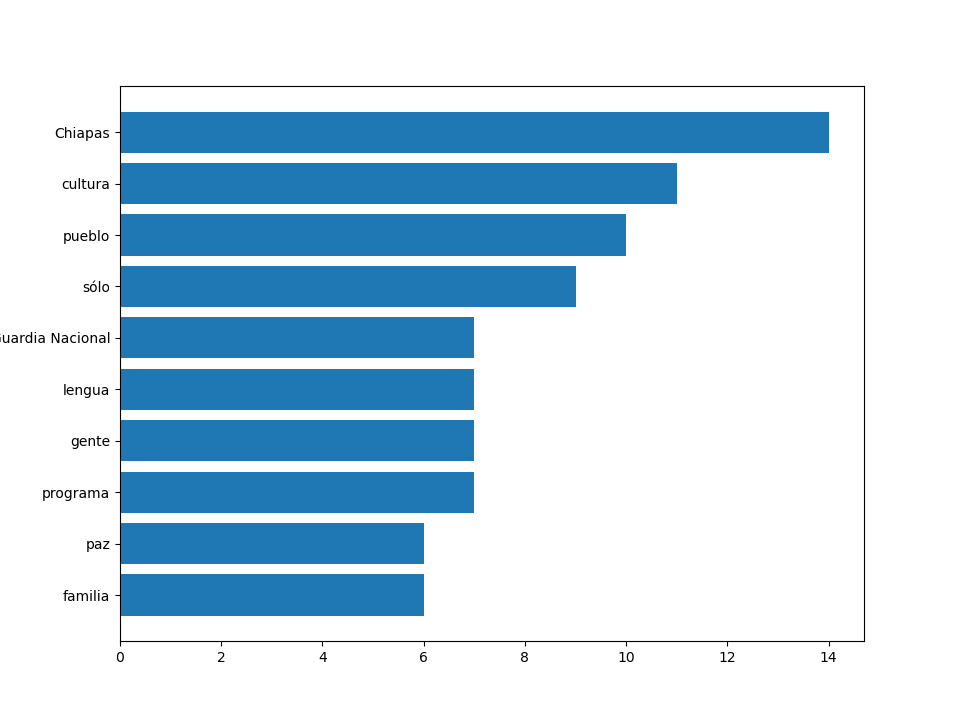 Chiapas
cultura
pueblo
sólo
uardia Nacional
lengua
gente
programa
paz
familia
0 2 4 6 8 10 12 14